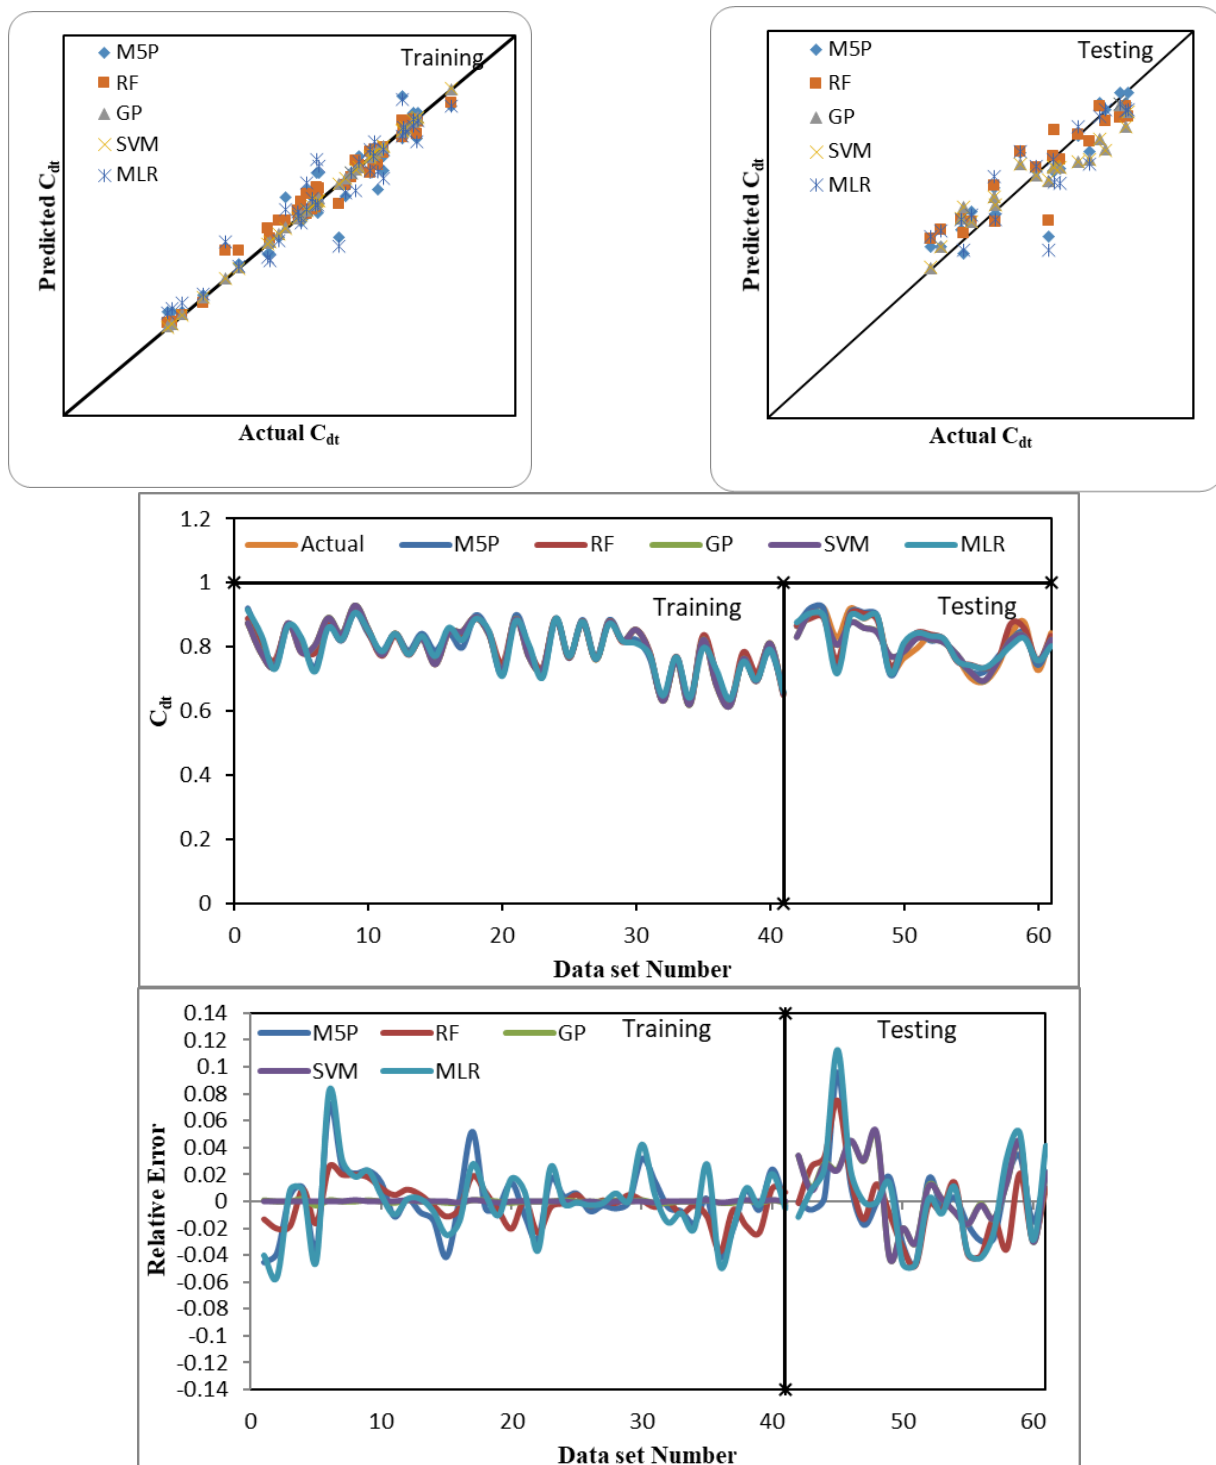 M5P
RF
GP
SVM
MLR
Training
Predicted Cdt
Actual Cdt
M5P
RF
GP
SVM
MLR
Testing
Predicted Cdt
Actual Cdt
1.2
1
0.8
0.6
0.4
0.2
0
Cdt
Actual M5P RF GP SVM MLR
Training Testing
0 10 20 30 40 50 60
Data set Number
0.14
0.12
0.1
0.08
0.06
0.04
0.02
0
-0.02
-0.04
-0.06
-0.08
-0.1
-0.12
-0.14
Relative Error
M5P RF GP
SVM MLR
Training Testing
0 10 20 30 40 50 60
Data set Number